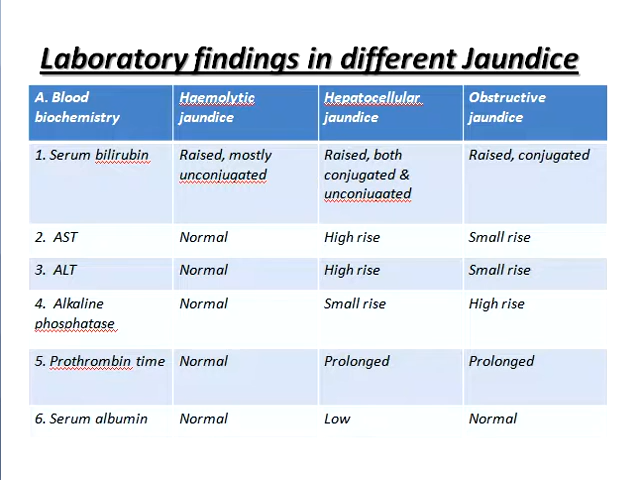 Laboratory findings in different Jaundice
A. Blood biochemistry | Haemolytic jaundice | Hepatocellular jaundice | Obstructive jaundice
1. Serum bilirubin | Raised, mostly unconjugated | Raised, both conjugated & unconjugated | Raised, conjugated
2. AST | Normal | High rise | Small rise
3. ALT | Normal | High rise | Small rise
4. Alkaline phosphatase | Normal | Small rise | High rise
5. Prothrombin time | Normal | Prolonged | Prolonged
6. Serum albumin | Normal | Low | Normal